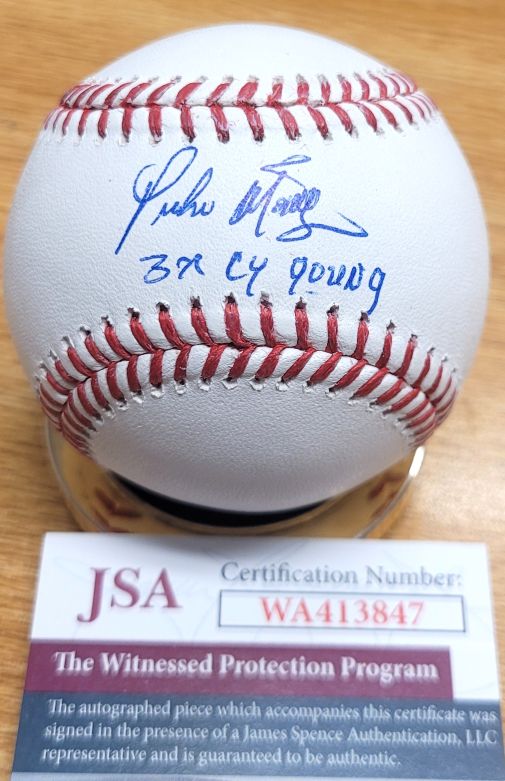 Pedro Martinez
3x CY YOUNG
JSA
Certification Number:
WA413847
The Witnessed Protection Program
The autographed piece which accompanies this certificate was
signed in the presence of a James Spence Authentication, LLC
representative and is guaranteed to be authentic.